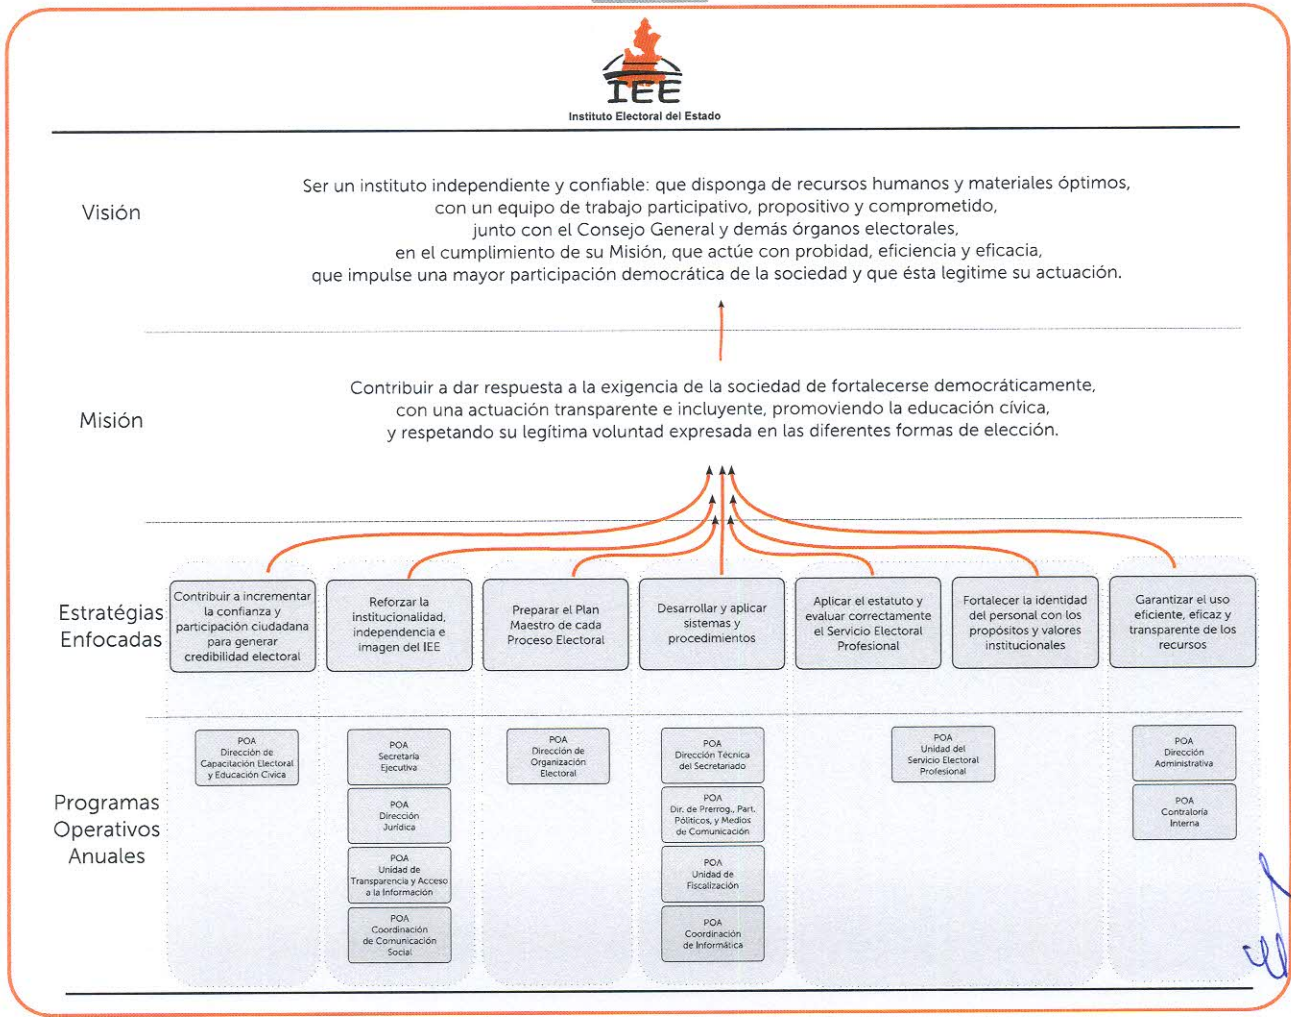 IEE
Instituto Electoral del Estado
Visión
Ser un instituto independiente y confiable: que disponga de recursos humanos y materiales óptimos,
con un equipo de trabajo participativo, propositivo y comprometido,
junto con el Consejo General y demás órganos electorales,
en el cumplimiento de su Misión, que actúe con probidad, eficiencia y eficacia,
que impulse una mayor participación democrática de la sociedad y que ésta legitime su actuación.
Misión
Contribuir a dar respuesta a la exigencia de la sociedad de fortalecerse democráticamente,
con una actuación transparente e incluyente, promoviendo la educación cívica,
y respetando su legítima voluntad expresada en las diferentes formas de elección.
Estratégias
Enfocadas
Contribuir a incrementar
la confianza y
participación ciudadana
para generar
credibilidad electoral
Reforzar la
institucionalidad,
independencia e
imagen del IEE
Preparar el Plan
Maestro de cada
Proceso Electoral
Desarrollar y aplicar
sistemas y
procedimientos
Aplicar el estatuto y
evaluar correctamente
el Servicio Electoral
Profesional
Fortalecer la identidad
del personal con los
propósitos y valores
institucionales
Garantizar el uso
eficiente, eficaz y
transparente de los
recursos
Programas
Operativos
Anuales
POA
Dirección de
Capacitación Electoral
y Educación Cívica
POA
Secretaría
Ejecutiva
POA
Dirección
Jurídica
POA
Unidad de
Transparencia y Acceso
a la Información
POA
Coordinación
de Comunicación
Social
POA
Dirección de
Organización
Electoral
POA
Dirección Técnica
del Secretariado
POA
Dir. de Prerrog., Part.
Póliticos, y Medios
de Comunicación
POA
Unidad de
Fiscalización
POA
Coordinación
de Informática
POA
Unidad del
Servicio Electoral
Profesional
POA
Dirección
Administrativa
POA
Contraloría
Interna